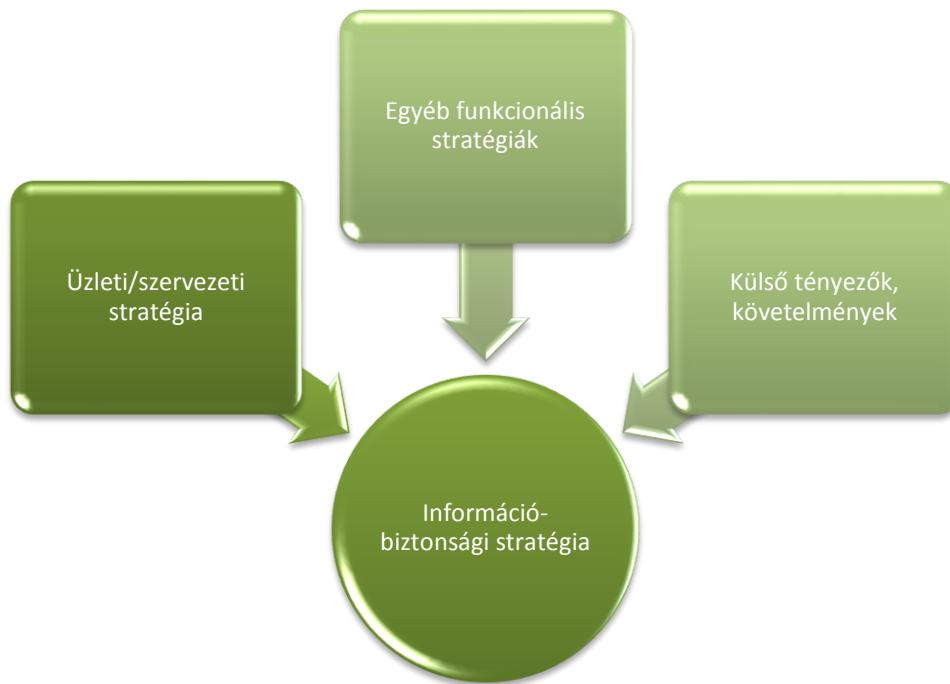 Egyéb funkcionális
stratégiák
Üzleti/szervezeti
stratégia
Külső tényezők,
követelmények
Információ-
biztonsági stratégia